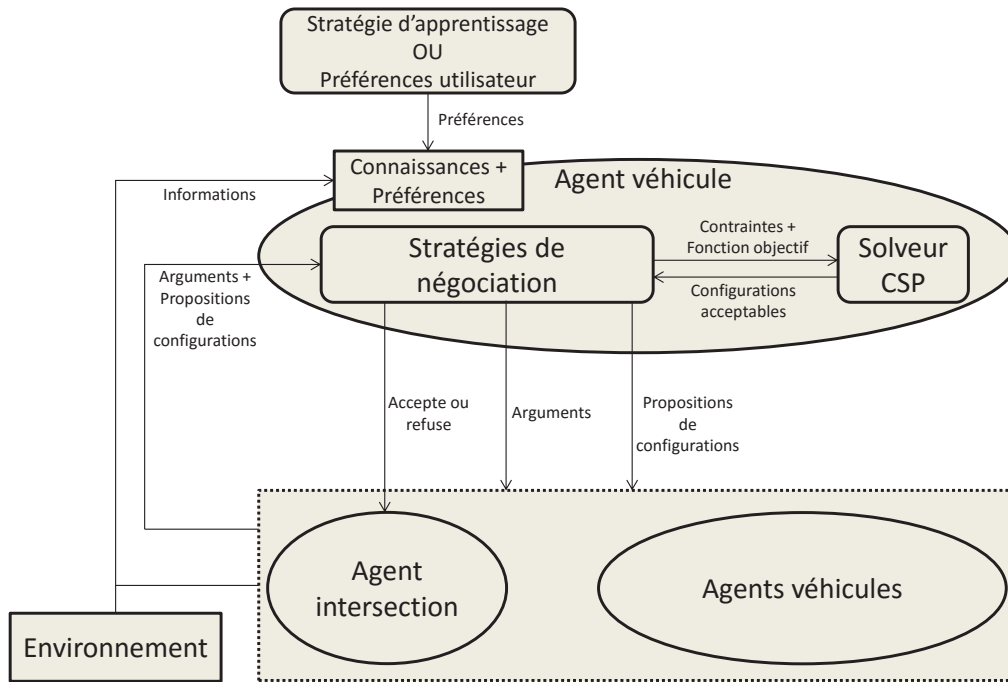 Stratégie d'apprentissage
OU
Préférences utilisateur
Préférences
Connaissances +
Préférences
Agent véhicule
Informations
Stratégies de
négociation
Contraintes +
Fonction objectif
Solveur
CSP
Configurations
acceptables
Arguments +
Propositions
de
configurations
Accepte ou
refuse
Arguments
Propositions
de
configurations
Agent
intersection
Agents véhicules
Environnement